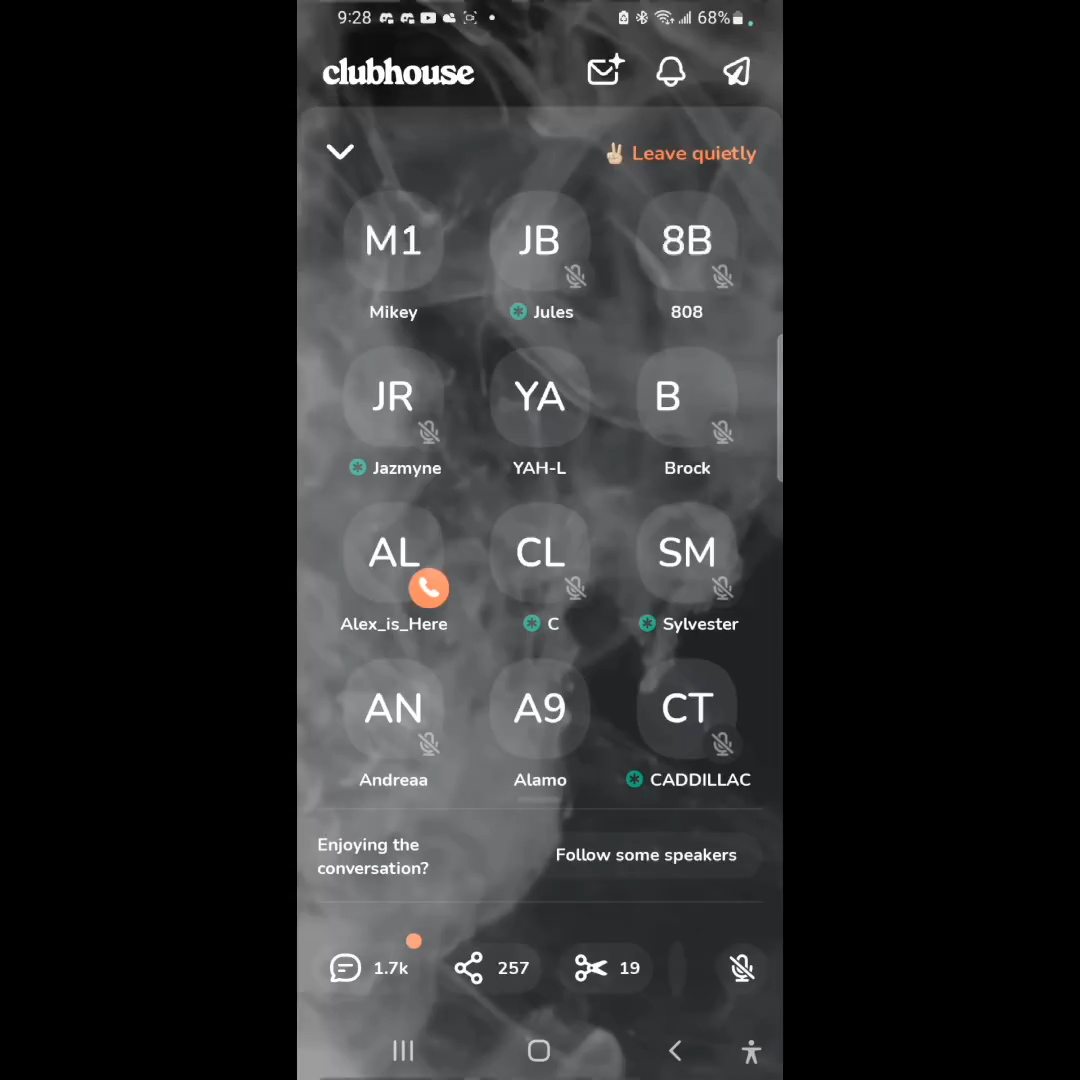 9:28 68%
clubhouse
✌🏼 Leave quietly
M1 JB 8B
Mikey Jules 808
JR YA B
Jazmyne YAH-L Brock
AL CL SM
Alex_is_Here C Sylvester
AN A9 CT
Andreaa Alamo CADDILLAC
Enjoying the
conversation?
Follow some speakers
1.7k 257 19